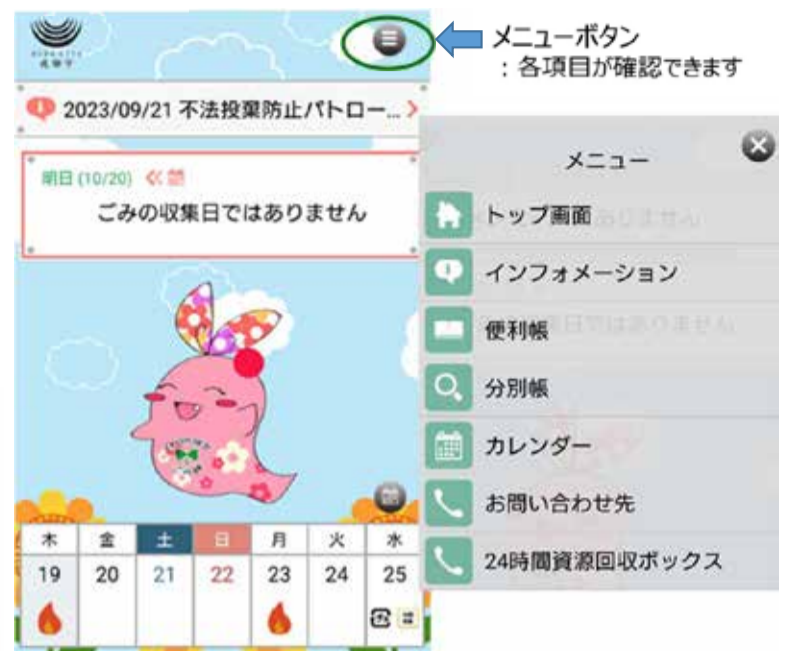 メニューボタン
：各項目が確認できます
2023/09/21 不法投棄防止パトロー...
明日 (10/20)
ごみの収集日ではありません
木 金 土 日 月 火 水
19 20 21 22 23 24 25
メニュー
トップ画面
インフォメーション
便利帳
分別帳
カレンダー
お問い合わせ先
24時間資源回収ボックス